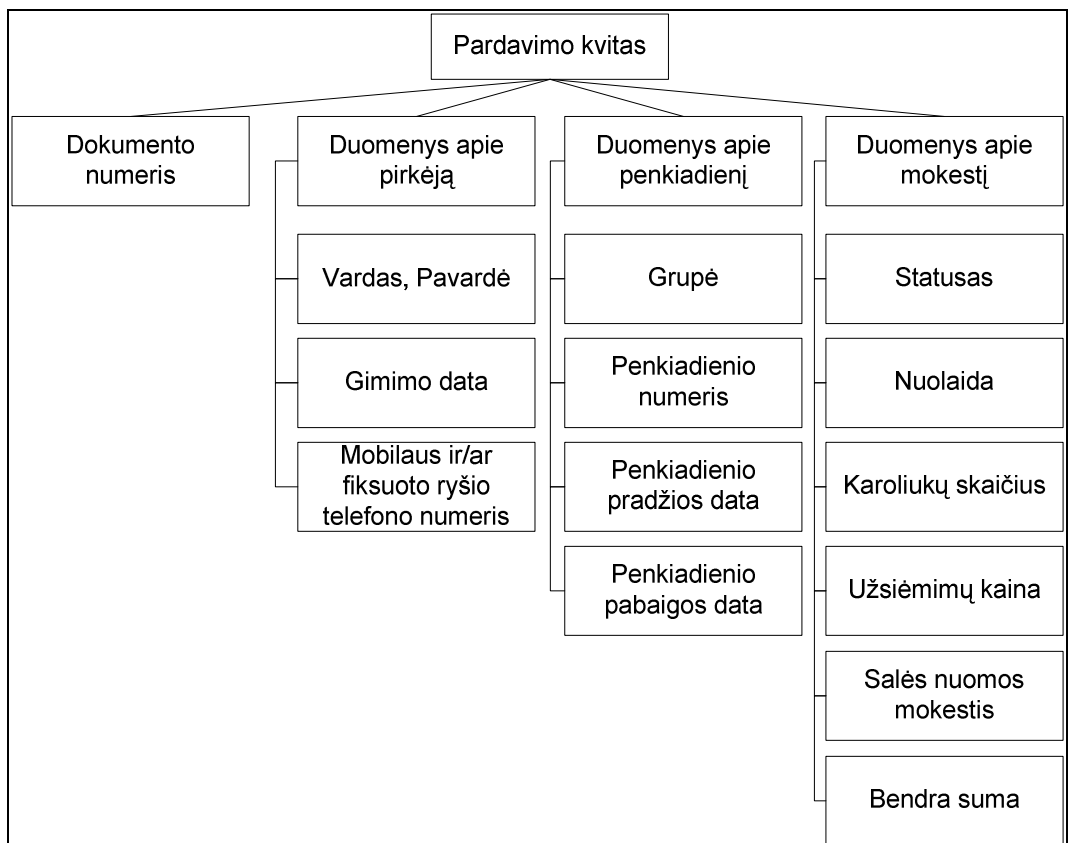 Pardavimo kvitas
Dokumento
numeris
Duomenys apie
pirkėją
Vardas, Pavardė
Gimimo data
Mobilaus ir/ar
fiksuoto ryšio
telefono numeris
Duomenys apie
penkiadienį
Grupė
Penkiadienio
numeris
Penkiadienio
pradžios data
Penkiadienio
pabaigos data
Duomenys apie
mokestį
Statusas
Nuolaida
Karoliukų skaičius
Užsiėmimų kaina
Salės nuomos
mokestis
Bendra suma